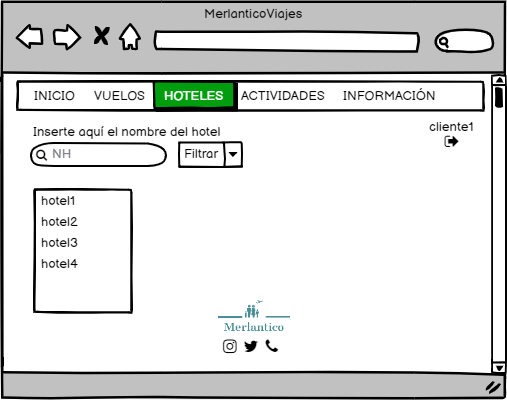 MerlanticoViajes
INICIO VUELOS HOTELES ACTIVIDADES INFORMACIÓN
Inserte aquí el nombre del hotel
cliente1
NH
Filtrar
hotel1
hotel2
hotel3
hotel4
Merlantico